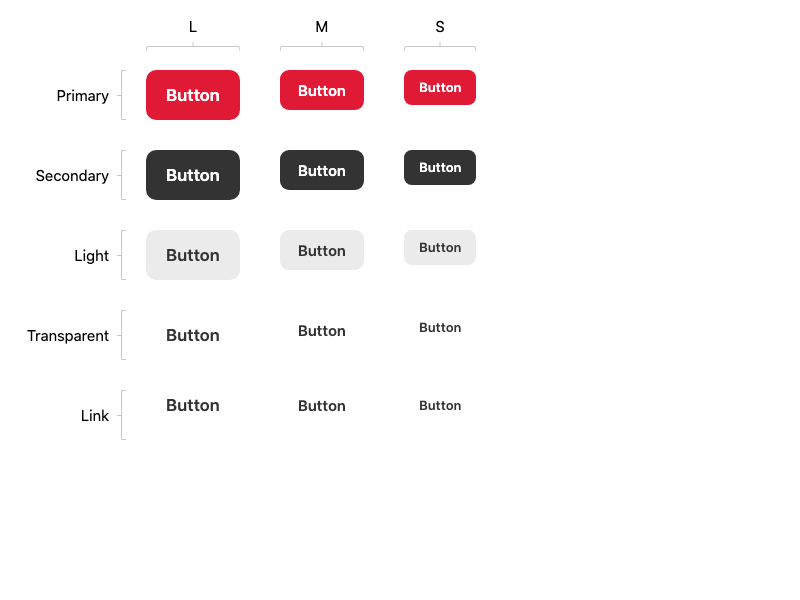 L M S
Primary Button Button Button
Secondary Button Button Button
Light Button Button Button
Transparent Button Button Button
Link Button Button Button